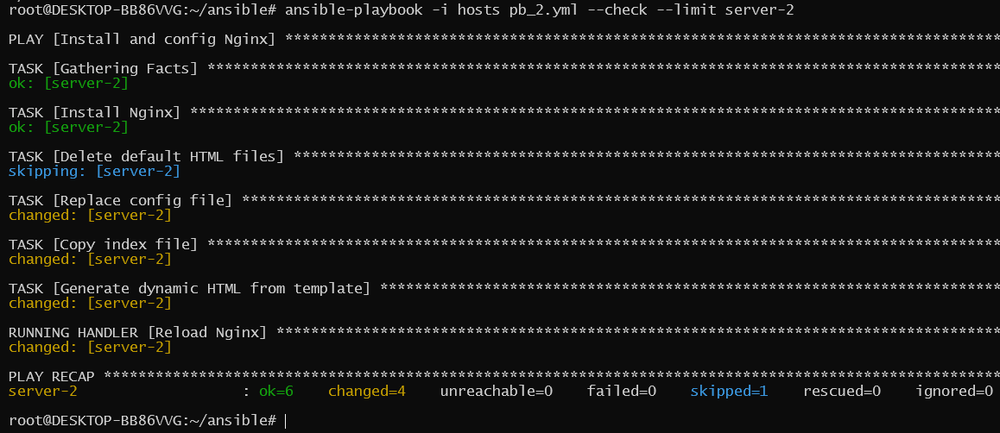 root@DESKTOP-BB86VVG:~/ansible# ansible-playbook -i hosts pb_2.yml --check --limit server-2
PLAY [Install and config Nginx] ***********************************************************************************
TASK [Gathering Facts] ********************************************************************************************
ok: [server-2]
TASK [Install Nginx] **********************************************************************************************
ok: [server-2]
TASK [Delete default HTML files] **********************************************************************************
skipping: [server-2]
TASK [Replace config file] ****************************************************************************************
changed: [server-2]
TASK [Copy index file] ********************************************************************************************
changed: [server-2]
TASK [Generate dynamic HTML from template] ************************************************************************
changed: [server-2]
RUNNING HANDLER [Reload Nginx] ************************************************************************************
changed: [server-2]
PLAY RECAP ********************************************************************************************************
server-2                   : ok=6    changed=4    unreachable=0    failed=0    skipped=1    rescued=0    ignored=0
root@DESKTOP-BB86VVG:~/ansible#